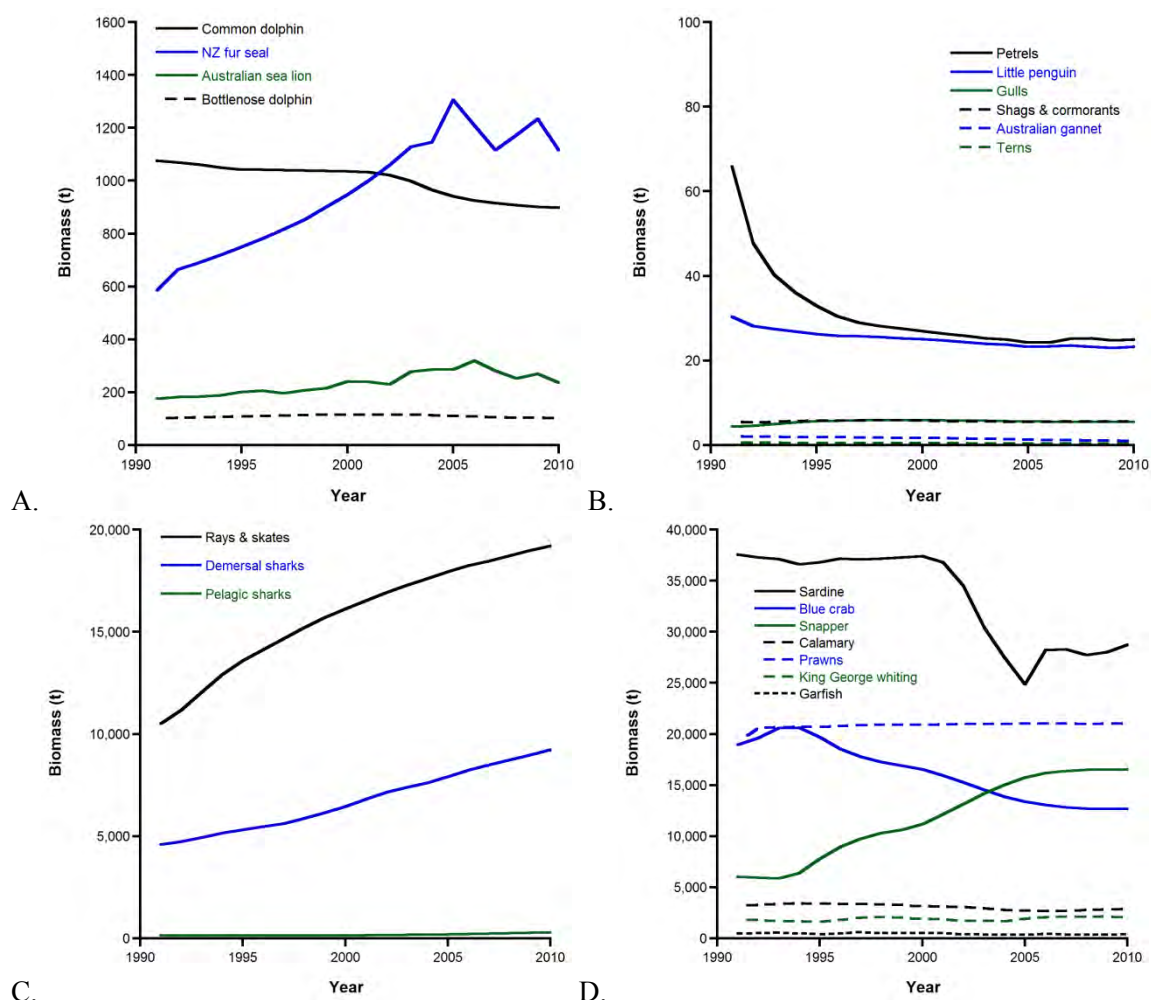 1600
1400
1200
1000
800
600
400
200
0
Common dolphin
NZ fur seal
Australian sea lion
Bottlenose dolphin
Biomass (t)
1990 1995 2000 2005 2010
Year
A.
100
80
60
40
20
0
Petrels
Little penguin
Gulls
Shags & cormorants
Australian gannet
Terns
Biomass (t)
1990 1995 2000 2005 2010
Year
B.
20,000
15,000
10,000
5,000
0
Rays & skates
Demersal sharks
Pelagic sharks
Biomass (t)
1990 1995 2000 2005 2010
Year
C.
40,000
35,000
30,000
25,000
20,000
15,000
10,000
5,000
0
Sardine
Blue crab
Snapper
Calamary
Prawns
King George whiting
Garfish
Biomass (t)
1990 1995 2000 2005 2010
Year
D.